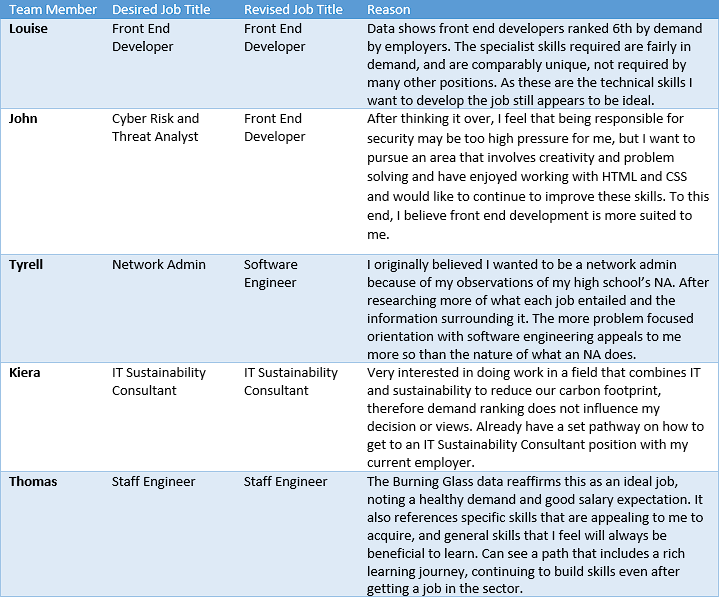 Team Member Desired Job Title Revised Job Title Reason
Louise Front End Front End Data shows front end developers ranked 6th by demand
Developer Developer by employers. The specialist skills required are fairly in
demand, and are comparably unique, not required by
many other positions. As these are the technical skills I
want to develop the job still appears to be ideal.
John Cyber Risk and Front End After thinking it over, I feel that being responsible for
Threat Analyst Developer security may be too high pressure for me, but I want to
pursue an area that involves creativity and problem
solving and have enjoyed working with HTML and CSS
and would like to continue to improve these skills. To this
end, I believe front end development is more suited to
me.
Tyrell Network Admin Software I originally believed I wanted to be a network admin
Engineer because of my observations of my high school’s NA. After
researching more of what each job entailed and the
information surrounding it. The more problem focused
orientation with software engineering appeals to me
more so than the nature of what an NA does.
Kiera IT Sustainability IT Sustainability Very interested in doing work in a field that combines IT
Consultant Consultant and sustainability to reduce our carbon footprint,
therefore demand ranking does not influence my
decision or views. Already have a set pathway on how to
get to an IT Sustainability Consultant position with my
current employer.
Thomas Staff Engineer Staff Engineer The Burning Glass data reaffirms this as an ideal job,
noting a healthy demand and good salary expectation. It
also references specific skills that are appealing to me to
acquire, and general skills that I feel will always be
beneficial to learn. Can see a path that includes a rich
learning journey, continuing to build skills even after
getting a job in the sector.